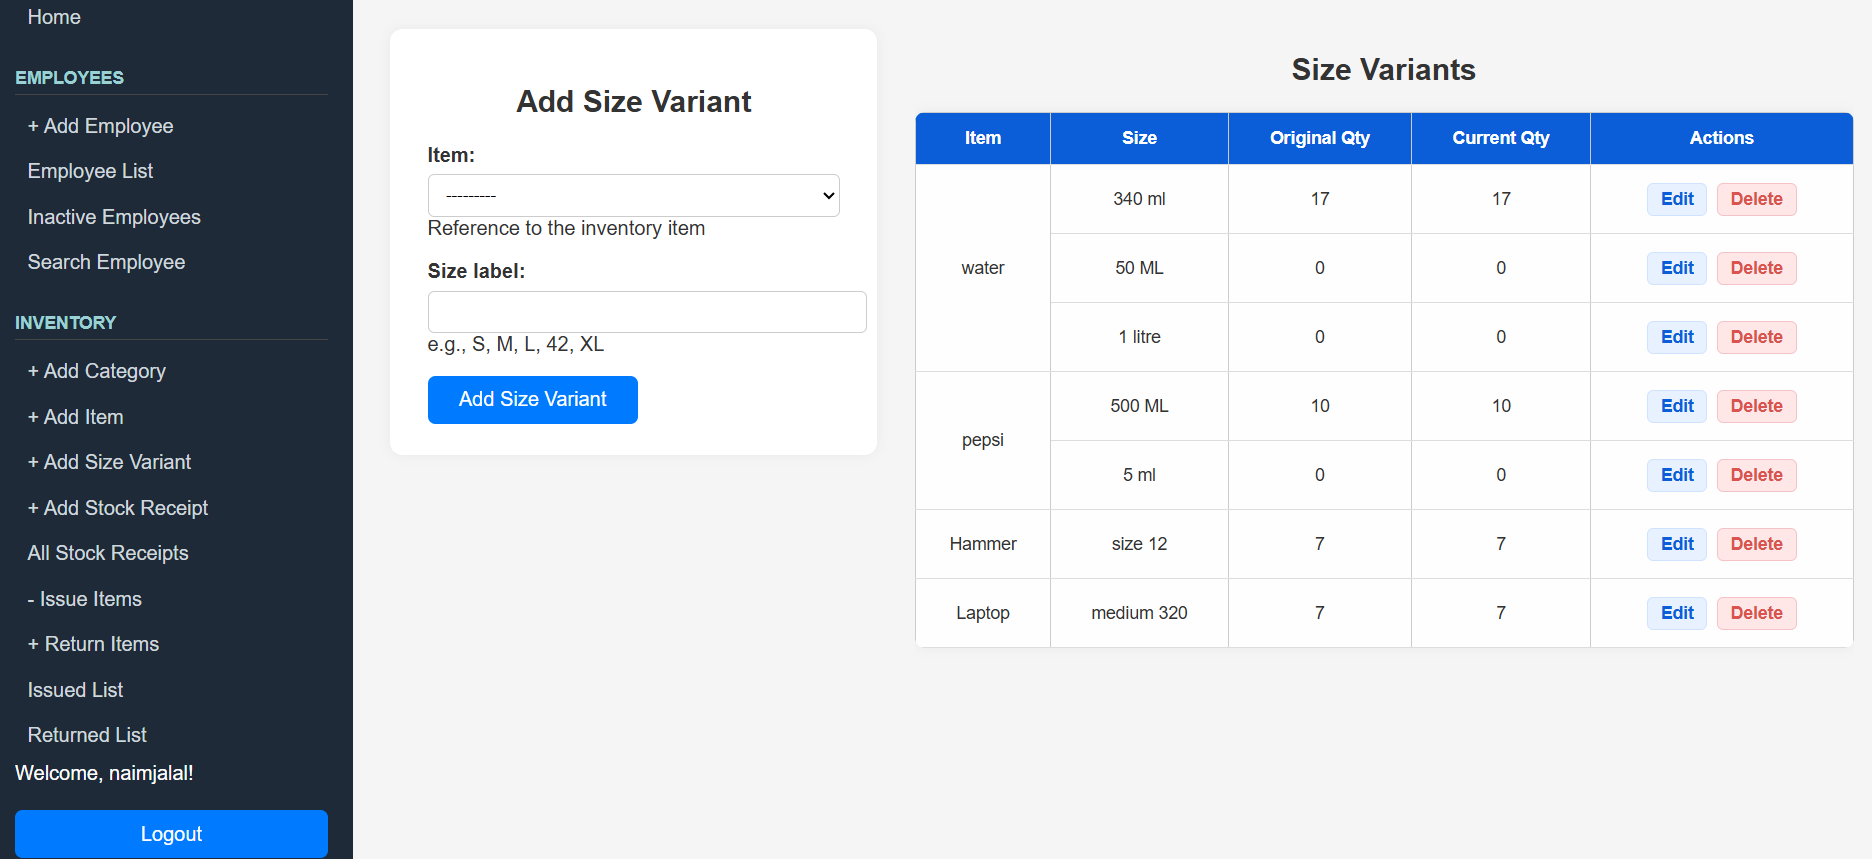 Home
EMPLOYEES
+ Add Employee
Employee List
Inactive Employees
Search Employee
INVENTORY
+ Add Category
+ Add Item
+ Add Size Variant
+ Add Stock Receipt
All Stock Receipts
- Issue Items
+ Return Items
Issued List
Returned List
Welcome, naimjalal!
Logout
Add Size Variant
Item:
---------
Reference to the inventory item
Size label:
e.g., S, M, L, 42, XL
Add Size Variant
Size Variants
Item Size Original Qty Current Qty Actions
water 340 ml 17 17 Edit Delete
50 ML 0 0 Edit Delete
1 litre 0 0 Edit Delete
pepsi 500 ML 10 10 Edit Delete
5 ml 0 0 Edit Delete
Hammer size 12 7 7 Edit Delete
Laptop medium 320 7 7 Edit Delete